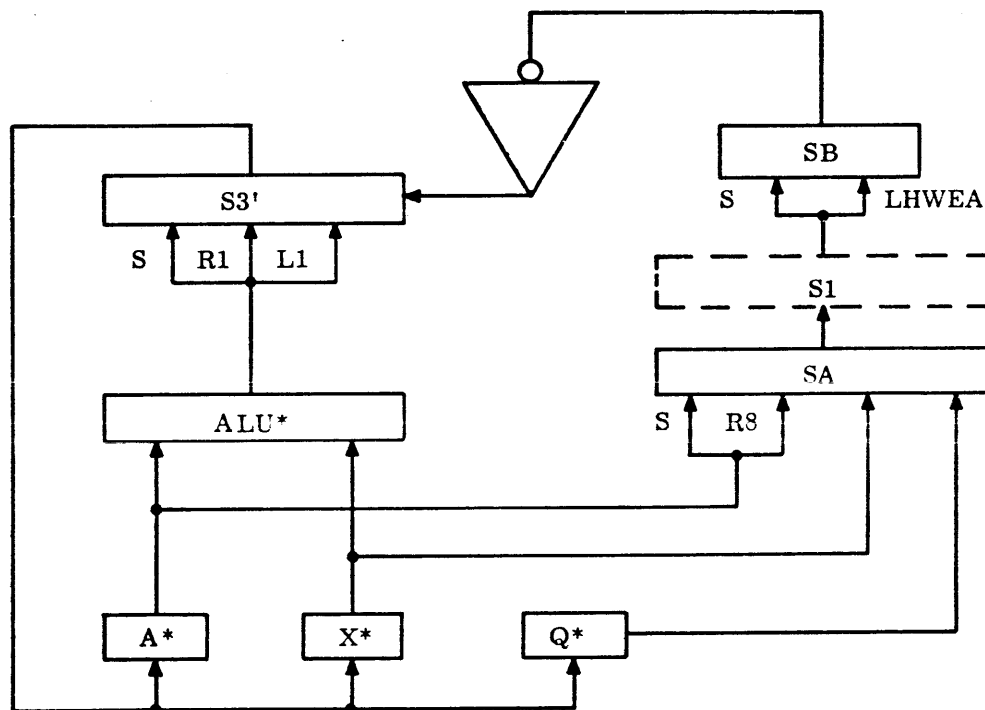 SB
S LHWEA
S3'
S R1 L1
S1
SA
ALU*
S R8
A* X* Q*